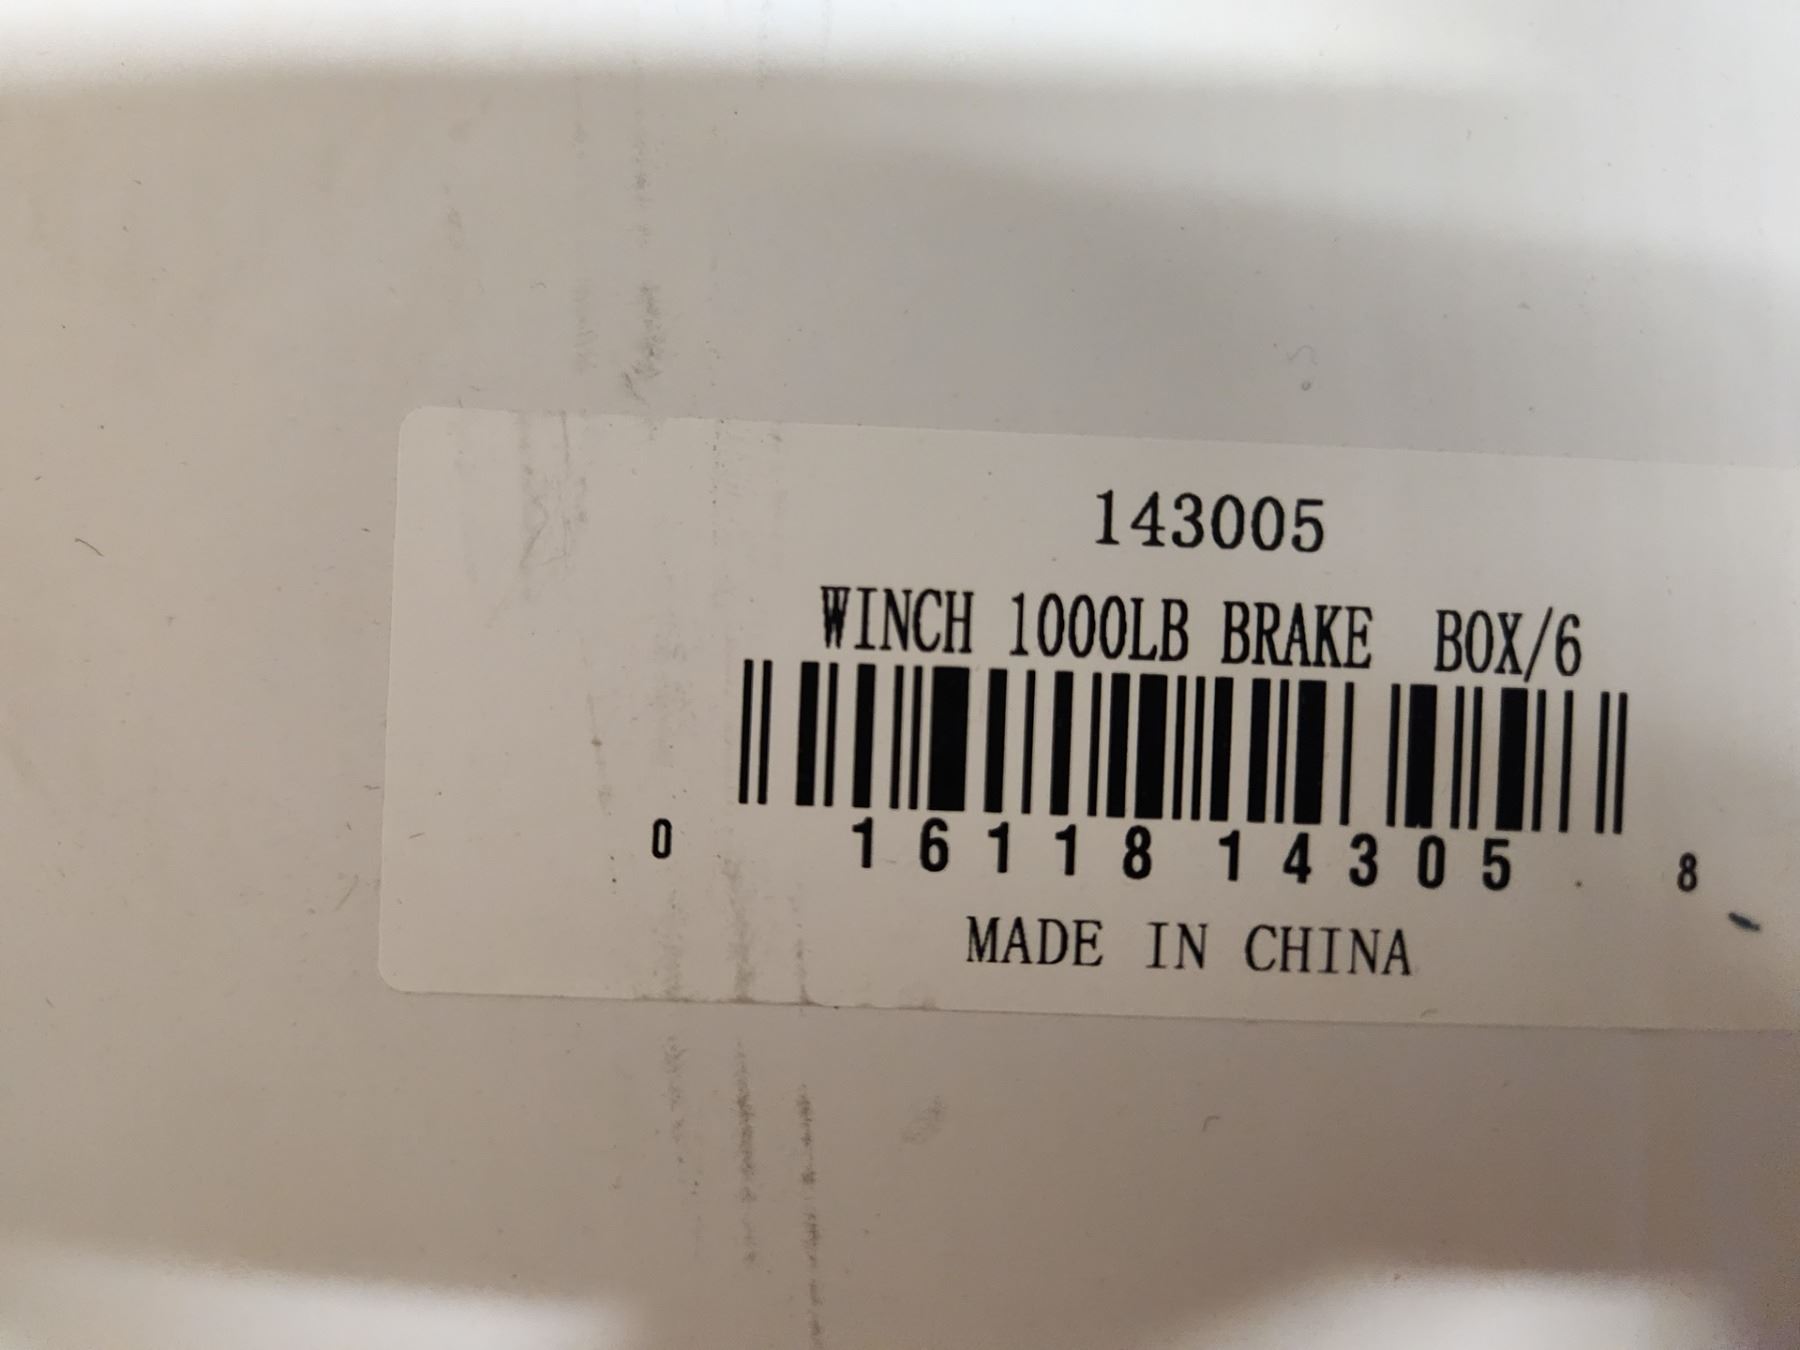 143005
WINCH 1000LB BRAKE BOX/6
0 16118 14305 8
MADE IN CHINA